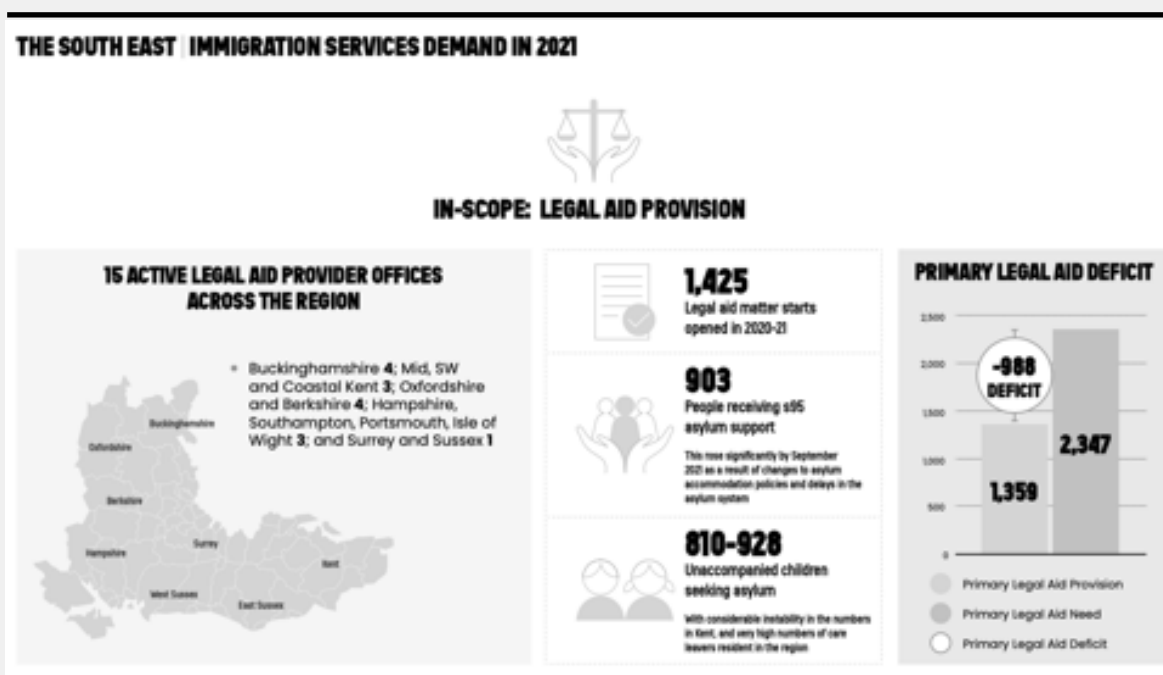 THE SOUTH EAST | IMMIGRATION SERVICES DEMAND IN 2021
IN-SCOPE: LEGAL AID PROVISION
15 ACTIVE LEGAL AID PROVIDER OFFICES
ACROSS THE REGION
• Buckinghamshire 4; Mid, SW
and Coastal Kent 3; Oxfordshire
and Berkshire 4; Hampshire,
Southampton, Portsmouth, Isle of
Wight 3; and Surrey and Sussex 1
Buckinghamshire
Oxfordshire
Berkshire
Hampshire
Surrey
Kent
West Sussex
East Sussex
1,425
Legal aid matter starts
opened in 2020-21
903
People receiving s95
asylum support
This rose significantly by September
2021 as a result of changes to asylum
accommodation policies and delays in the
asylum system
810-928
Unaccompanied children
seeking asylum
With considerable instability in the numbers
in Kent, and very high numbers of care
leavers resident in the region
PRIMARY LEGAL AID DEFICIT
2,500
2,000
1,500
1,000
500
0
-988
DEFICIT
1,359
2,347
Primary Legal Aid Provision
Primary Legal Aid Need
Primary Legal Aid Deficit